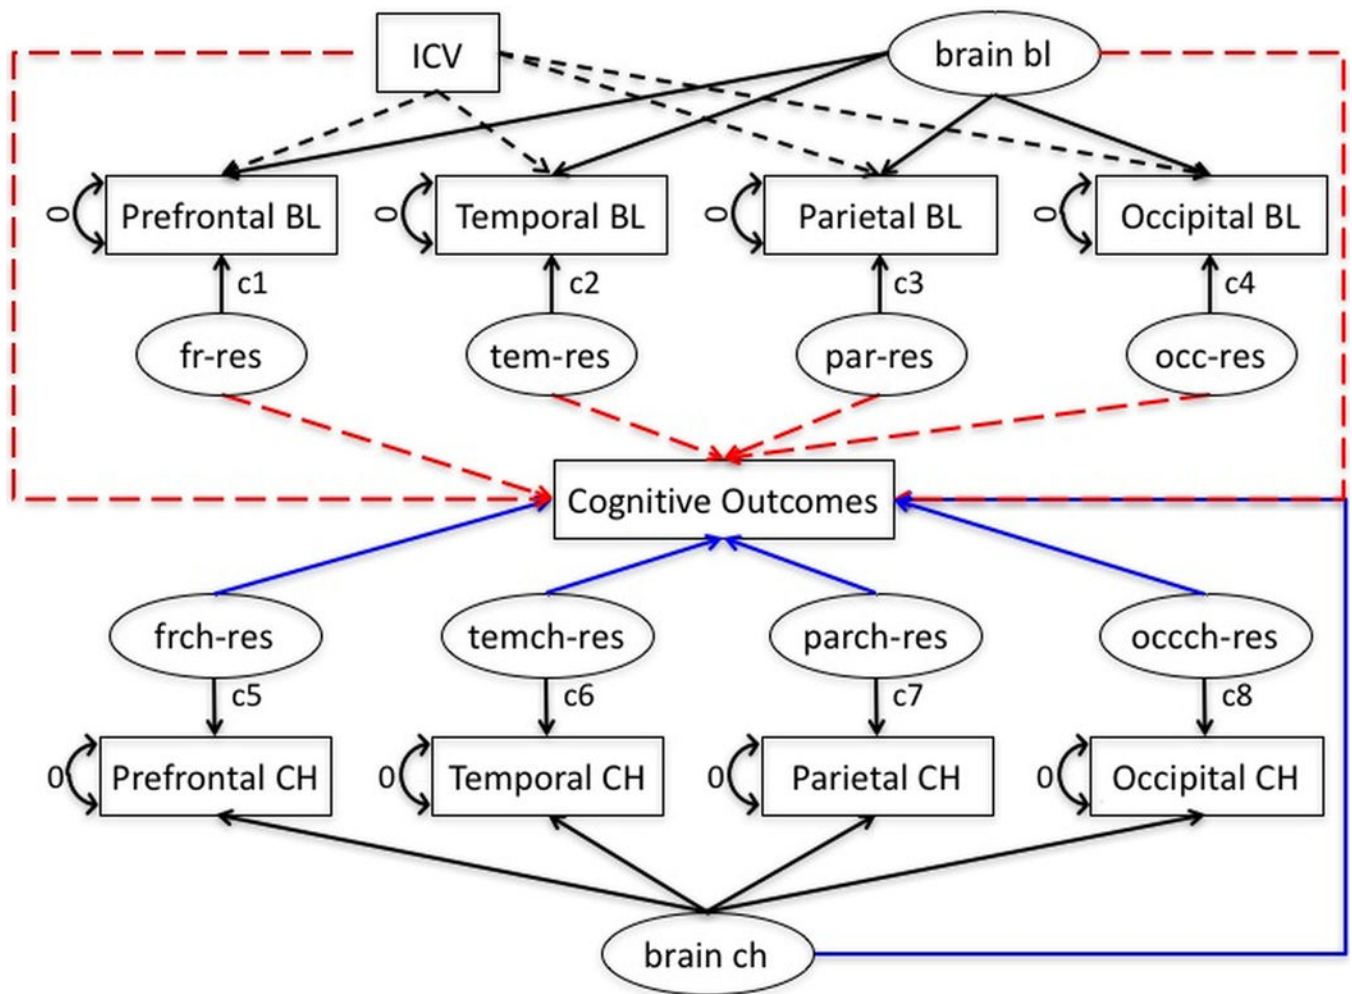 ICV
brain bl
0
Prefrontal BL
0
Temporal BL
0
Parietal BL
0
Occipital BL
c1
c2
c3
c4
fr-res
tem-res
par-res
occ-res
Cognitive Outcomes
frch-res
temch-res
parch-res
occch-res
c5
c6
c7
c8
0
Prefrontal CH
0
Temporal CH
0
Parietal CH
0
Occipital CH
brain ch